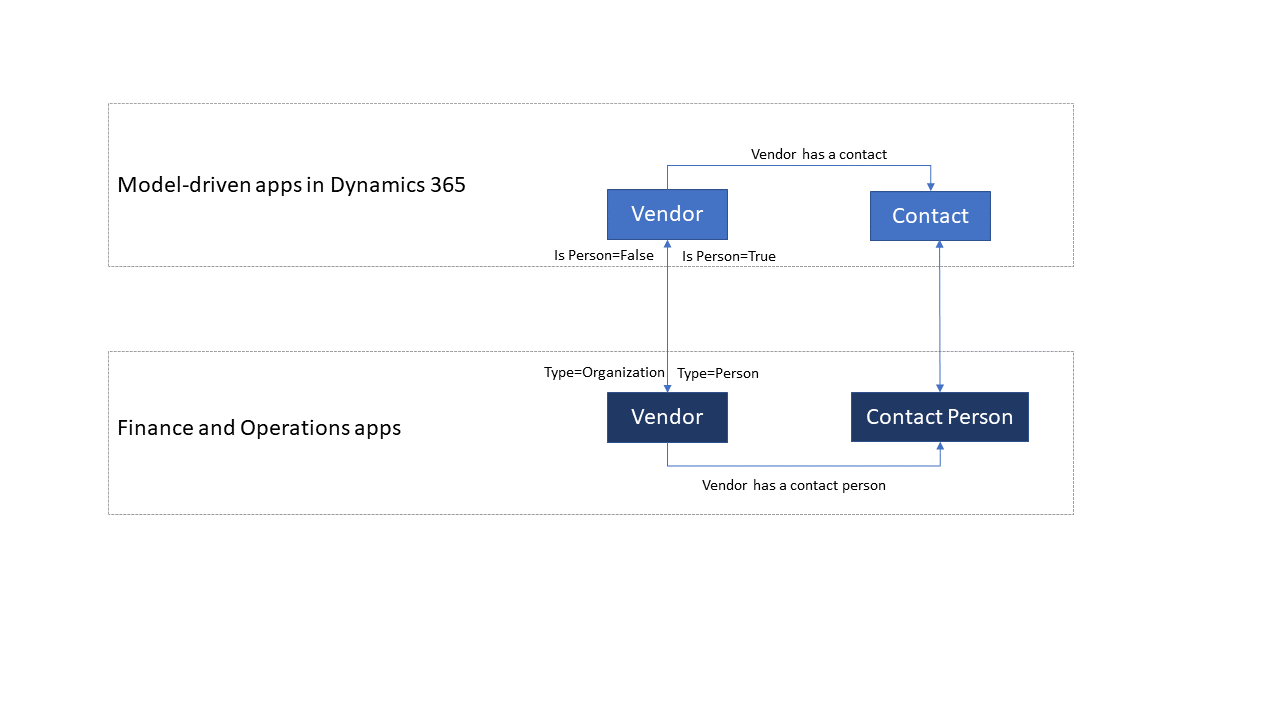 Vendor has a contact
Model-driven apps in Dynamics 365
Vendor
Contact
Is Person=False
Is Person=True
Type=Organization
Type=Person
Finance and Operations apps
Vendor
Contact Person
Vendor has a contact person